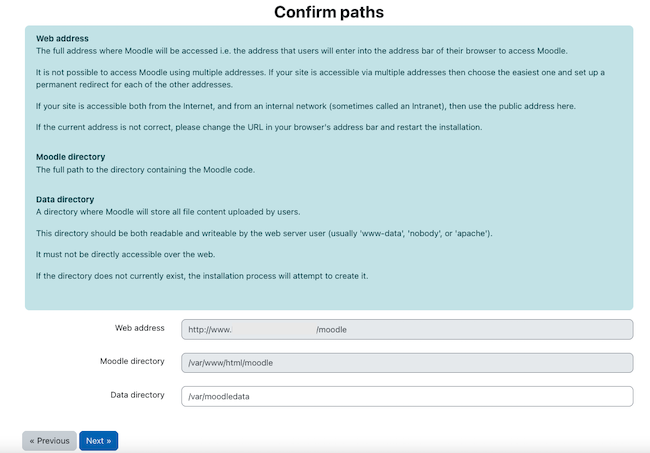 Confirm paths
Web address
The full address where Moodle will be accessed i.e. the address that users will enter into the address bar of their browser to access Moodle.
It is not possible to access Moodle using multiple addresses. If your site is accessible via multiple addresses then choose the easiest one and set up a
permanent redirect for each of the other addresses.
If your site is accessible both from the Internet, and from an internal network (sometimes called an Intranet), then use the public address here.
If the current address is not correct, please change the URL in your browser's address bar and restart the installation.
Moodle directory
The full path to the directory containing the Moodle code.
Data directory
A directory where Moodle will store all file content uploaded by users.
This directory should be both readable and writeable by the web server user (usually 'www-data', 'nobody', or 'apache').
It must not be directly accessible over the web.
If the directory does not currently exist, the installation process will attempt to create it.
Web address http://www. /moodle
Moodle directory /var/www/html/moodle
Data directory /var/moodledata
« Previous Next »